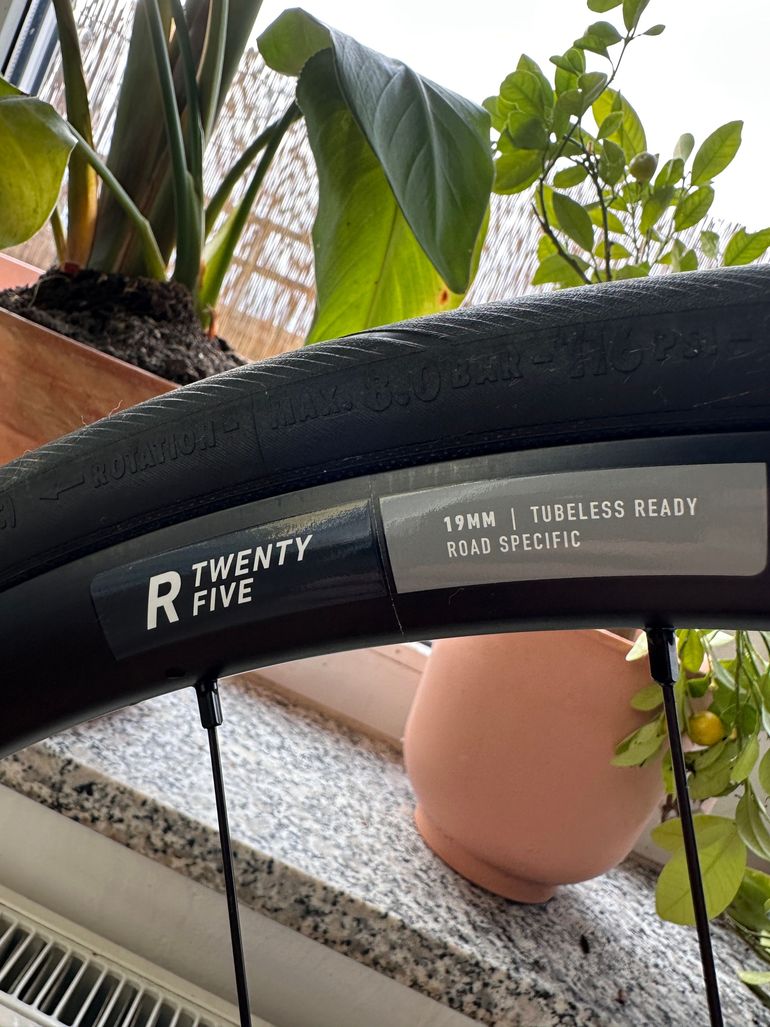 ← ROTATION - MAX. 8.0 BAR - 116 PSI -
R TWENTY
FIVE
19MM | TUBELESS READY
ROAD SPECIFIC